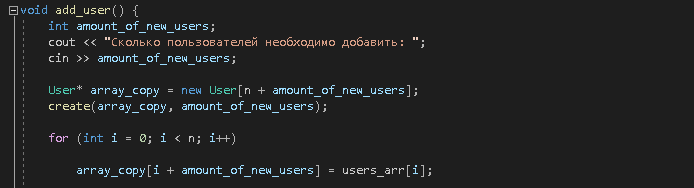 void add_user() {
int amount_of_new_users;
cout << "Сколько пользователей необходимо добавить: ";
cin >> amount_of_new_users;
User* array_copy = new User[n + amount_of_new_users];
create(array_copy, amount_of_new_users);
for (int i = 0; i < n; i++)
array_copy[i + amount_of_new_users] = users_arr[i];